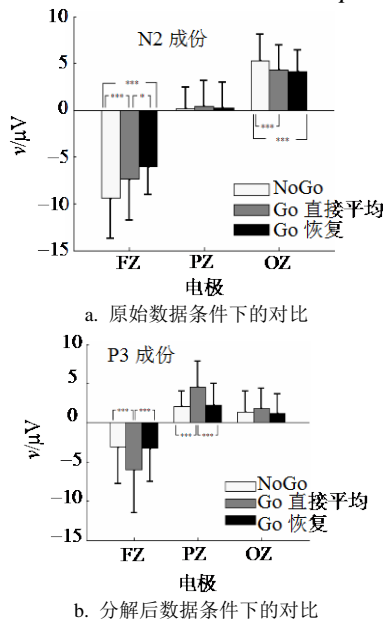 10
N2 成份
5
***
0
*** *
***
***
v/μV
−5
NoGo
−10
Go 直接平均
Go 恢复
−15
FZ PZ OZ
电极
a. 原始数据条件下的对比
10
P3 成份
5
0
*** ***
*** ***
v/μV
−5
NoGo
−10
Go 直接平均
Go 恢复
−15
FZ PZ OZ
电极
b. 分解后数据条件下的对比